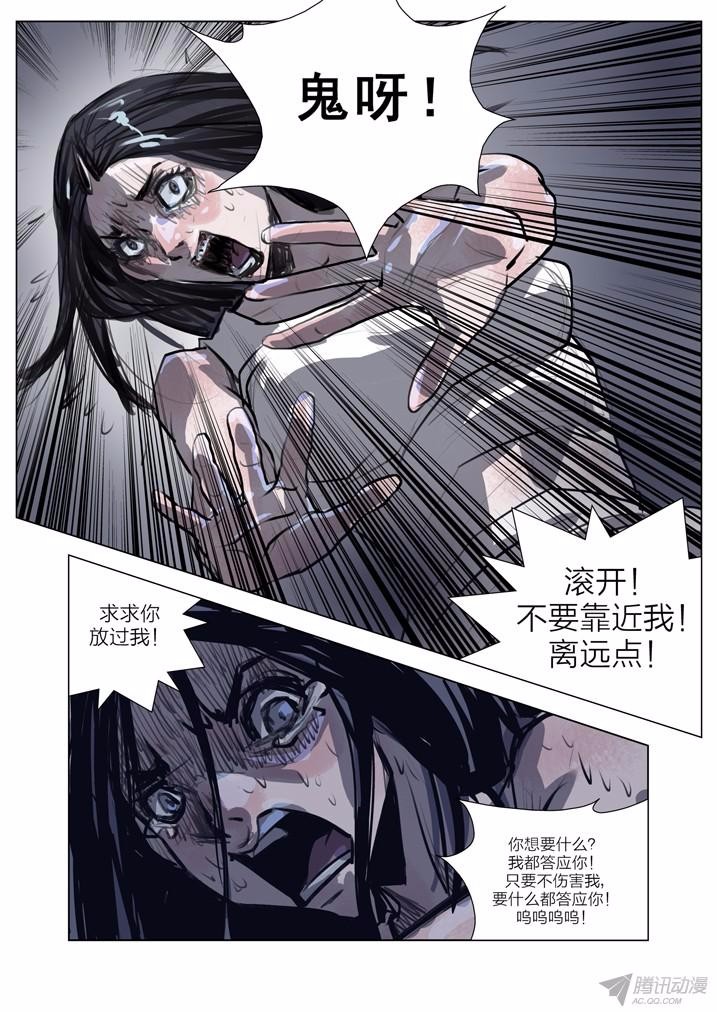 鬼呀！
滚开！
不要靠近我！
离远点！
求求你
放过我！
你想要什么？
我都答应你！
只要不伤害我，
要什么都答应你！
呜呜呜呜！
腾讯动漫
AC.QQ.COM